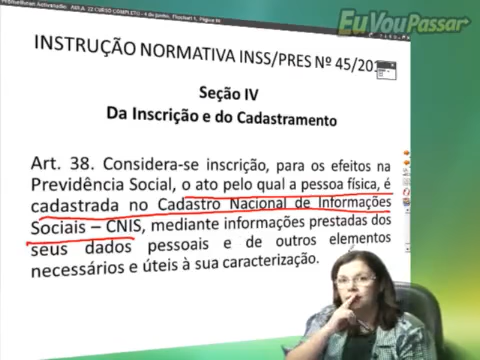 EuVouPassar
INSTRUÇÃO NORMATIVA INSS/PRES Nº 45/201
Seção IV
Da Inscrição e do Cadastramento
Art. 38. Considera-se inscrição, para os efeitos na
Previdência Social, o ato pelo qual a pessoa física, é
cadastrada no Cadastro Nacional de Informações
Sociais – CNIS, mediante informações prestadas dos
seus dados pessoais e de outros elementos
necessários e úteis à sua caracterização.